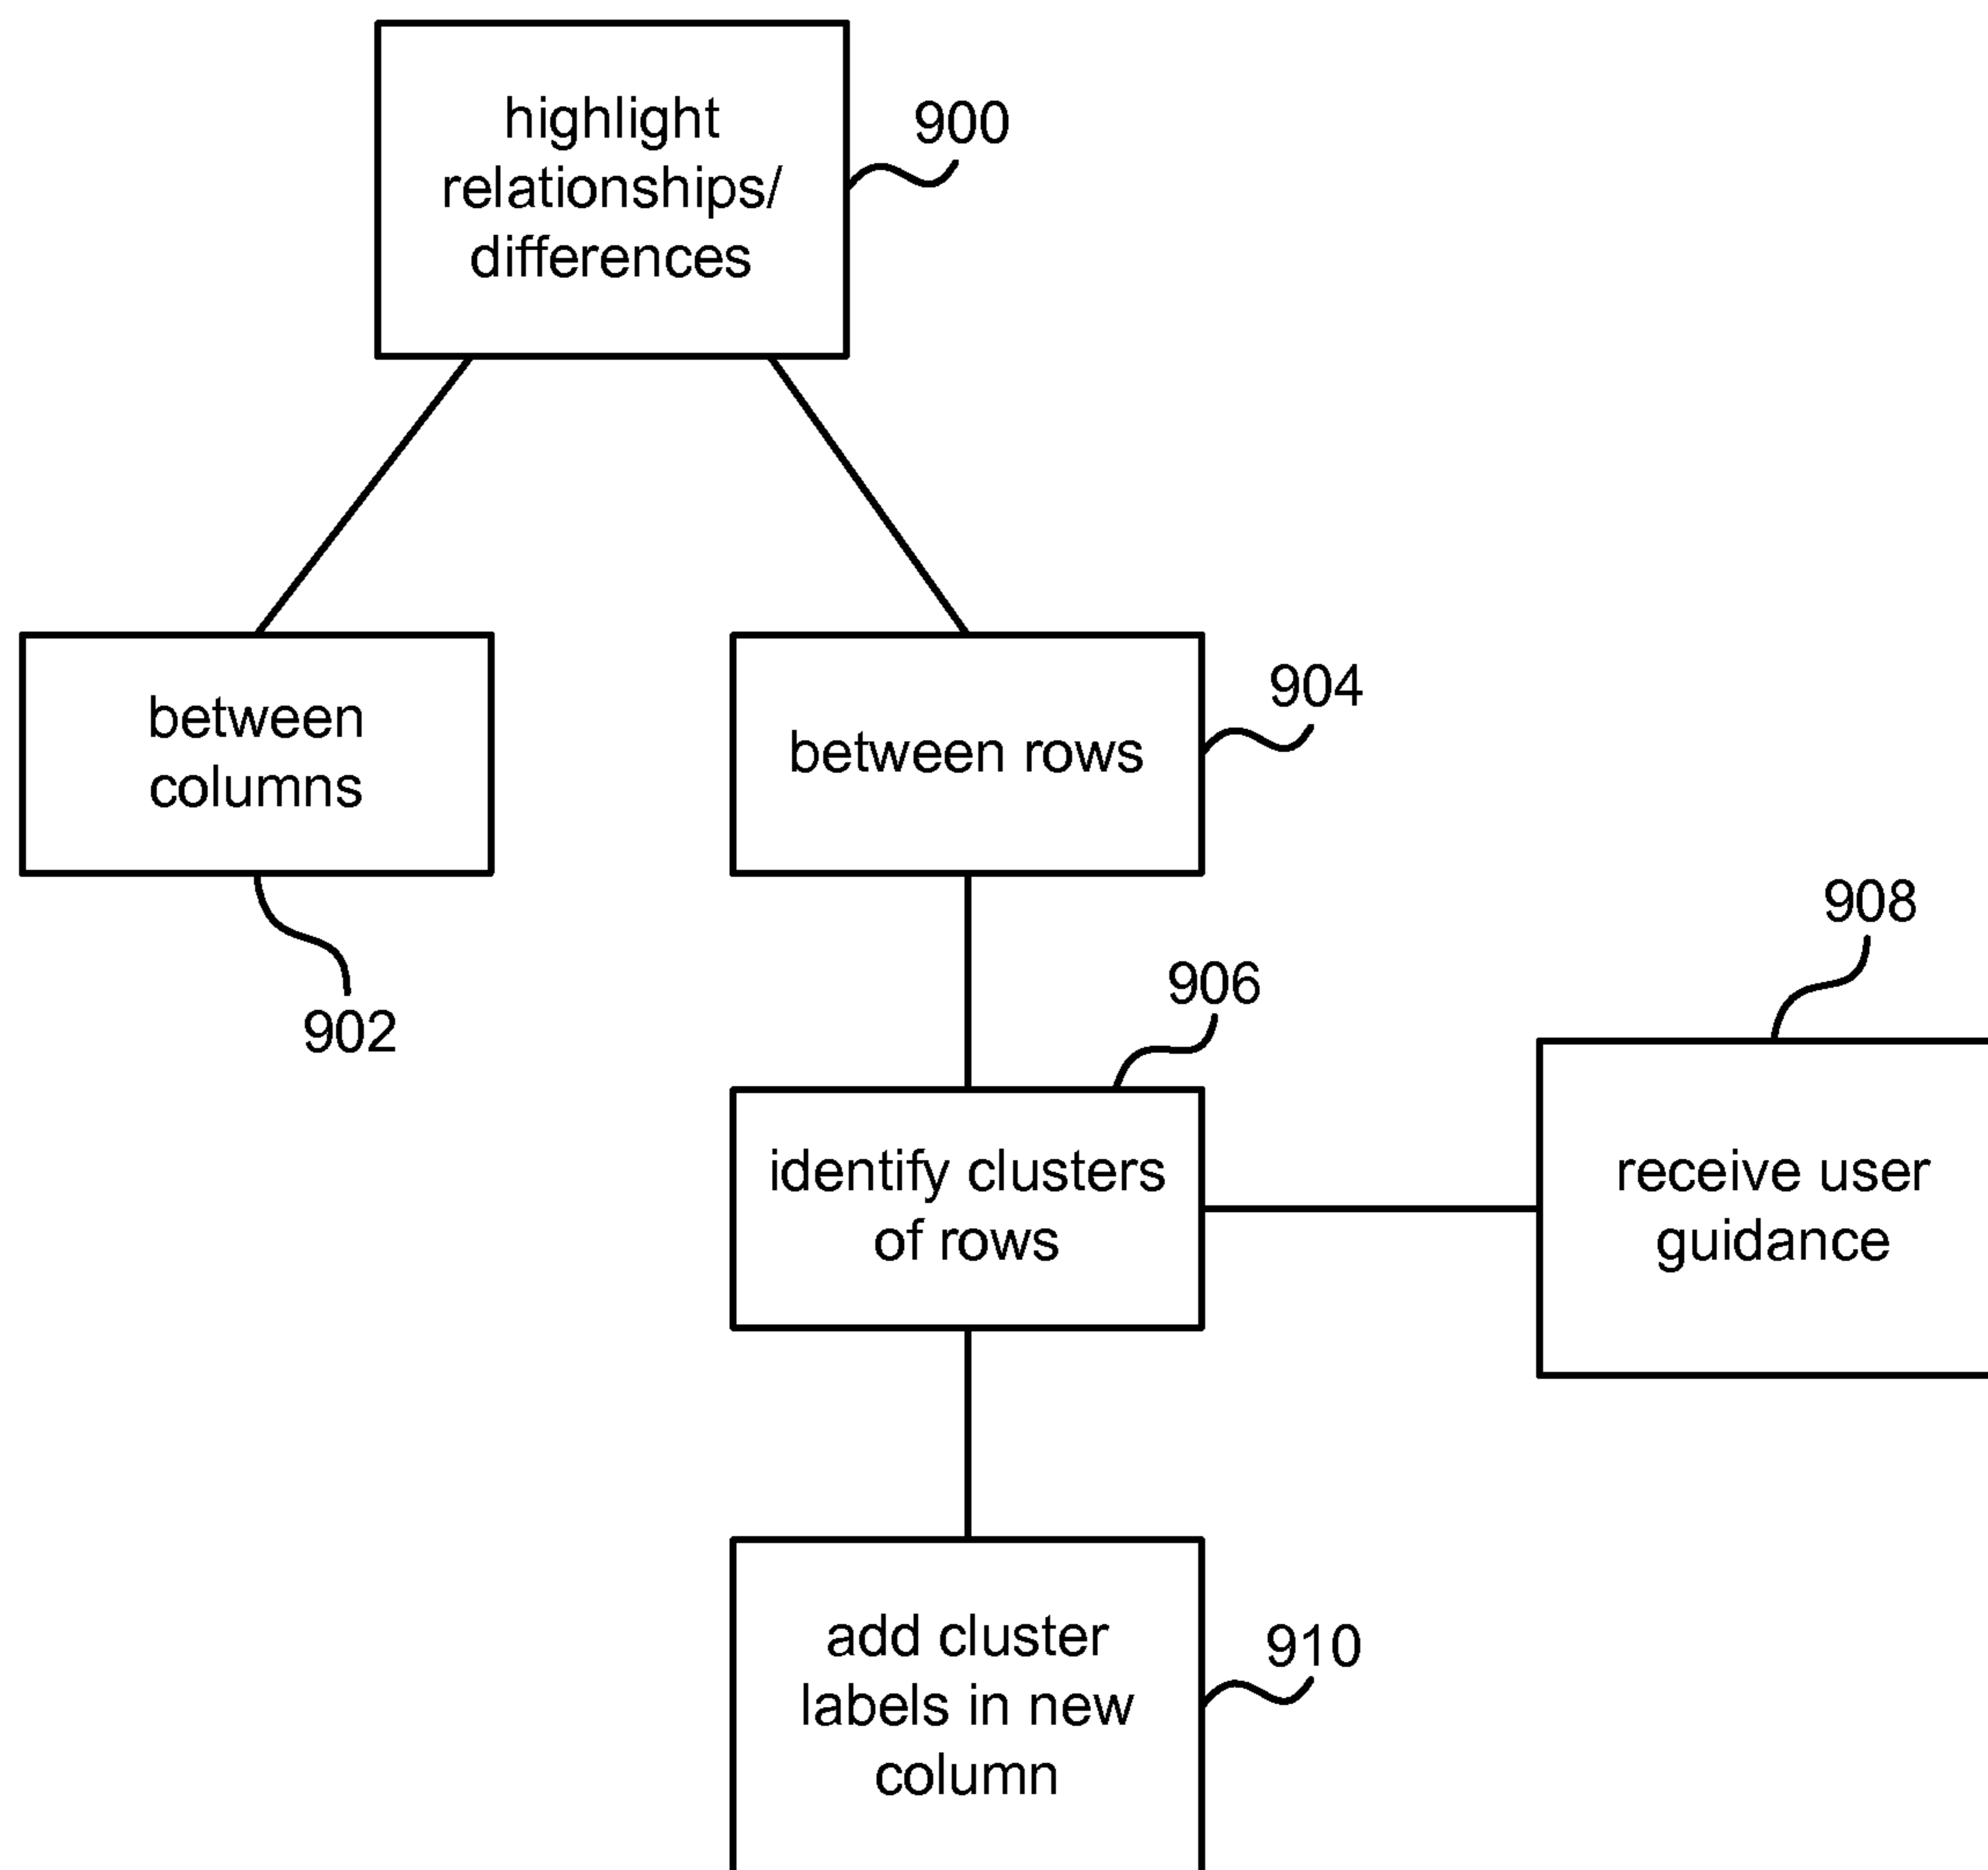 highlight
relationships/
differences
900
between
columns
902
between rows
904
906
identify clusters
of rows
908
receive user
guidance
add cluster
labels in new
column
910